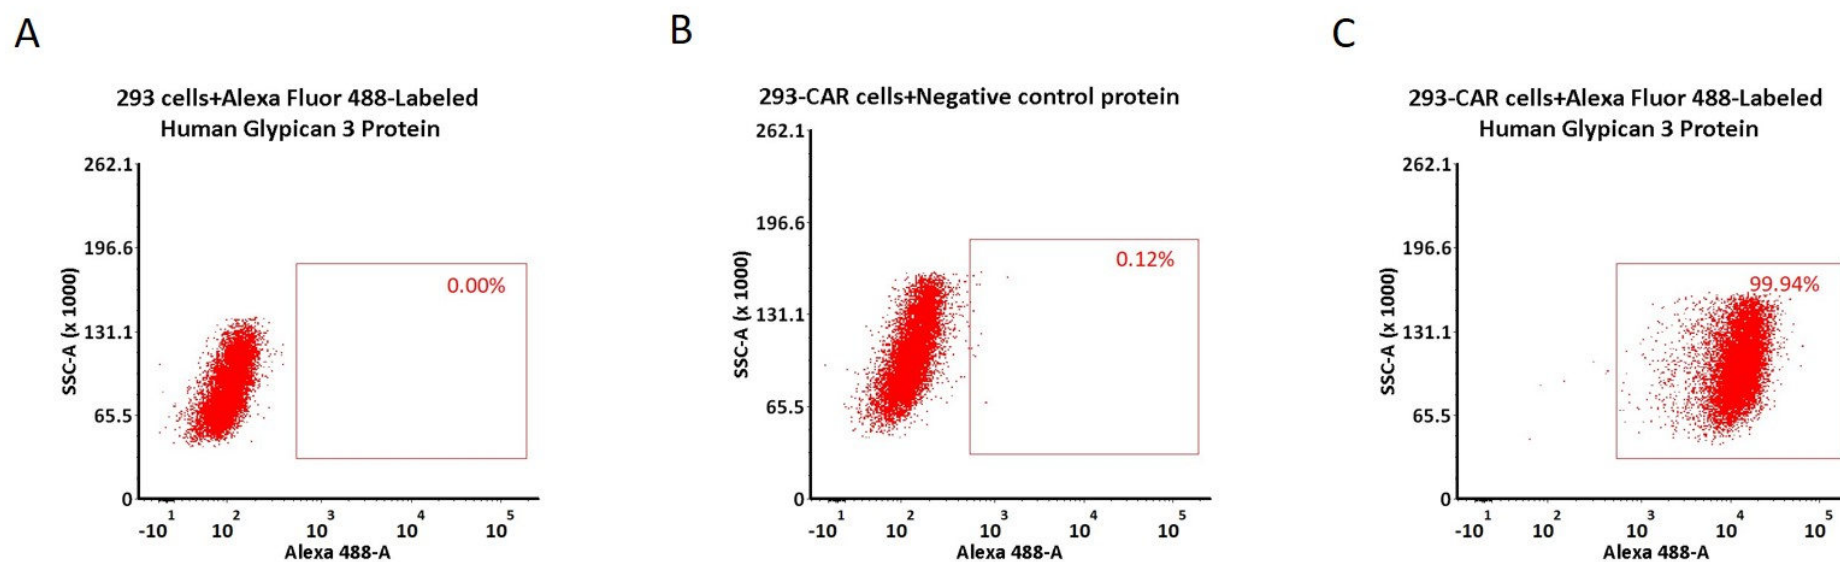 A
293 cells+Alexa Fluor 488-Labeled
Human Glypican 3 Protein
262.1
196.6
131.1
65.5
0
SSC-A (x 1000)
0.00%
-10 1
10 2
10 3
10 4
10 5
Alexa 488-A
B
293-CAR cells+Negative control protein
262.1
196.6
131.1
65.5
0
SSC-A (x 1000)
0.12%
-10 1
10 2
10 3
10 4
10 5
Alexa 488-A
C
293-CAR cells+Alexa Fluor 488-Labeled
Human Glypican 3 Protein
262.1
196.6
131.1
65.5
0
SSC-A (x 1000)
99.94%
-10 1
10 2
10 3
10 4
10 5
Alexa 488-A